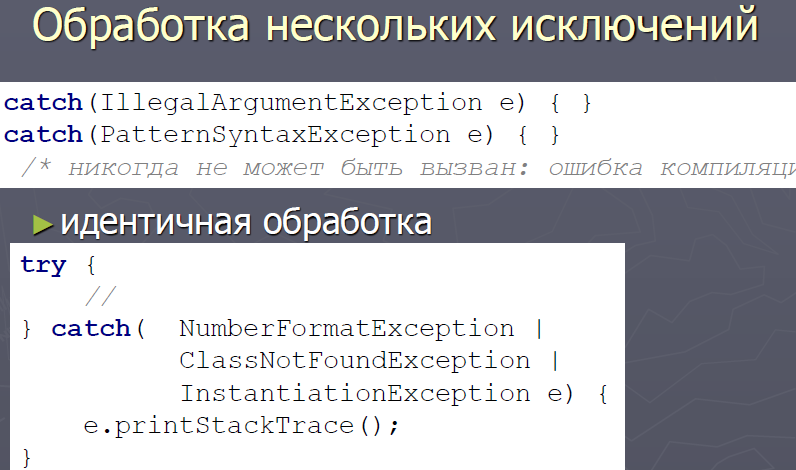 Обработка нескольких исключений
catch(IllegalArgumentException e) { }
catch(PatternSyntaxException e) { }
/* никогда не может быть вызван: ошибка компиляци
►идентичная обработка
try {
//
} catch( NumberFormatException |
ClassNotFoundException |
InstantiationException e) {
e.printStackTrace();
}